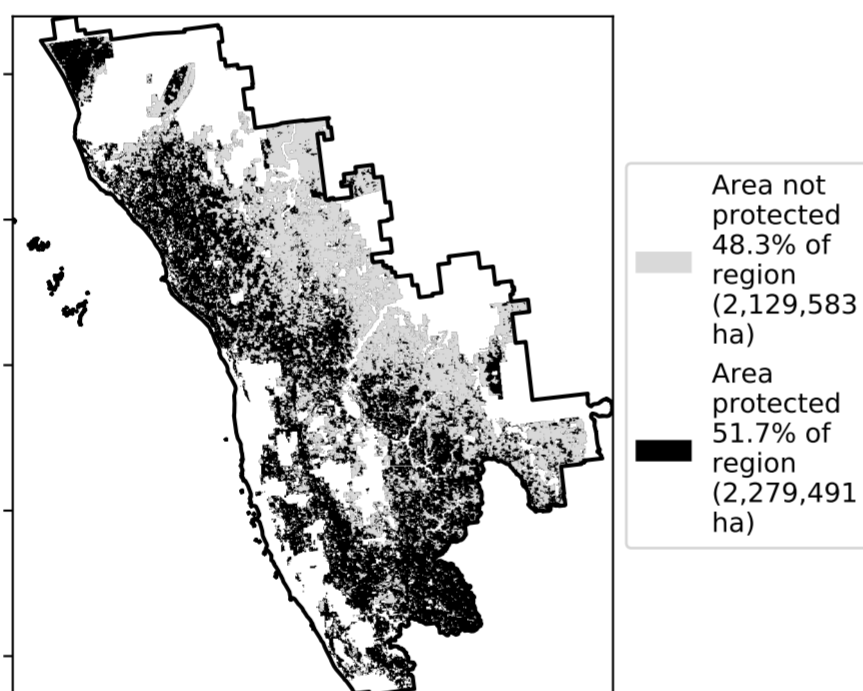 Area not
protected
48.3% of
region
(2,129,583
ha)
Area
protected
51.7% of
region
(2,279,491
ha)